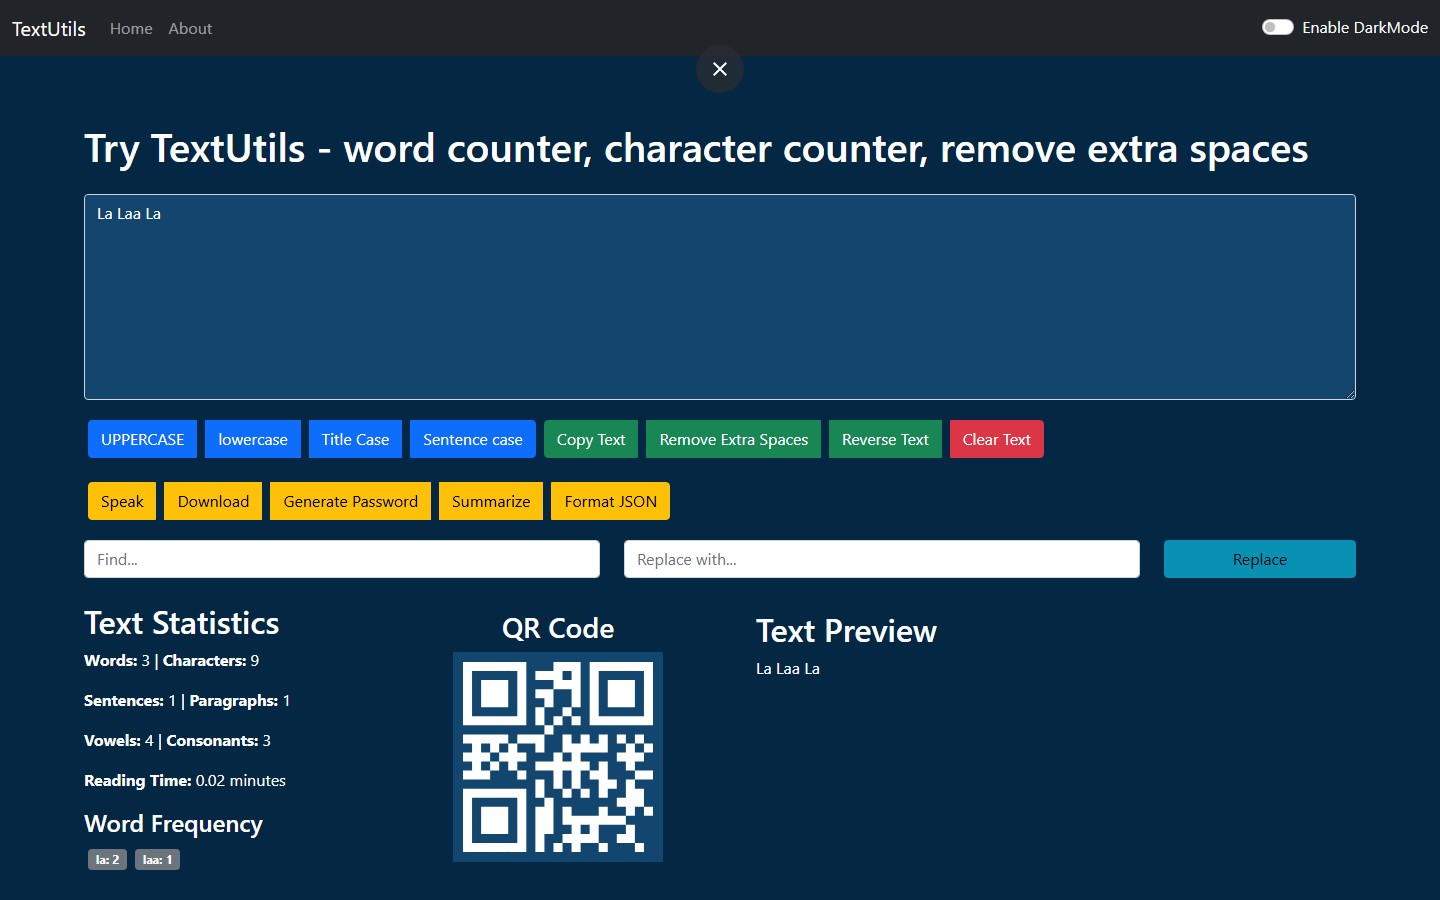 TextUtils Home About Enable DarkMode
Try TextUtils - word counter, character counter, remove extra spaces
La Laa La
UPPERCASE lowercase Title Case Sentence case Copy Text Remove Extra Spaces Reverse Text Clear Text
Speak Download Generate Password Summarize Format JSON
Find... Replace with... Replace
Text Statistics
Words: 3 | Characters: 9
Sentences: 1 | Paragraphs: 1
Vowels: 4 | Consonants: 3
Reading Time: 0.02 minutes
Word Frequency
la: 2 laa: 1
QR Code
Text Preview
La Laa La